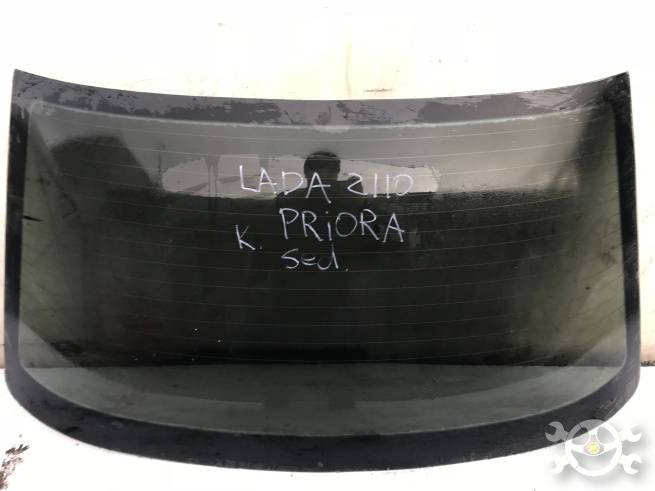 LADA 2110
K. PRIORA
sed.